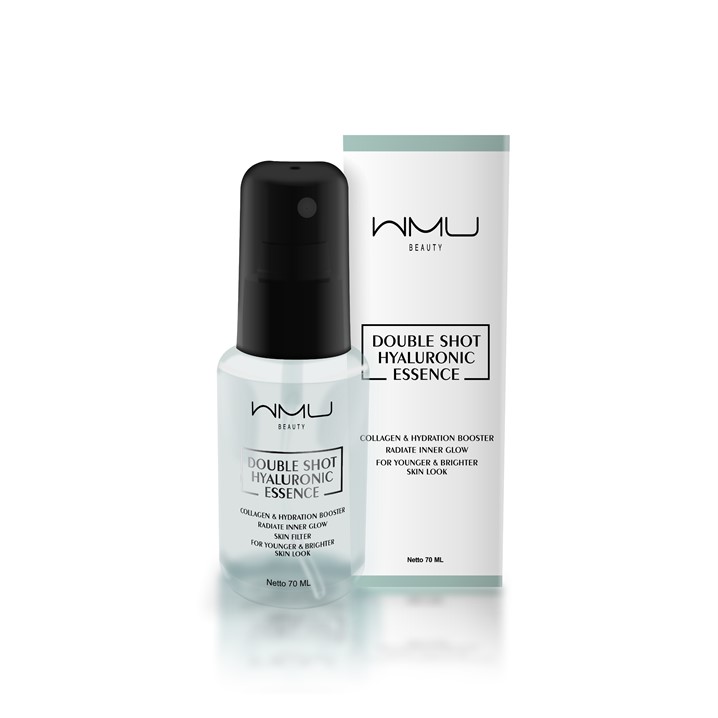 WMU
BEAUTY
DOUBLE SHOT
HYALURONIC
ESSENCE
COLLAGEN & HYDRATION BOOSTER
RADIATE INNER GLOW
SKIN FILTER
FOR YOUNGER & BRIGHTER
SKIN LOOK
Netto 70 ML
WMU
BEAUTY
DOUBLE SHOT
HYALURONIC
ESSENCE
COLLAGEN & HYDRATION BOOSTER
RADIATE INNER GLOW
FOR YOUNGER & BRIGHTER
SKIN LOOK
Netto 70 ML